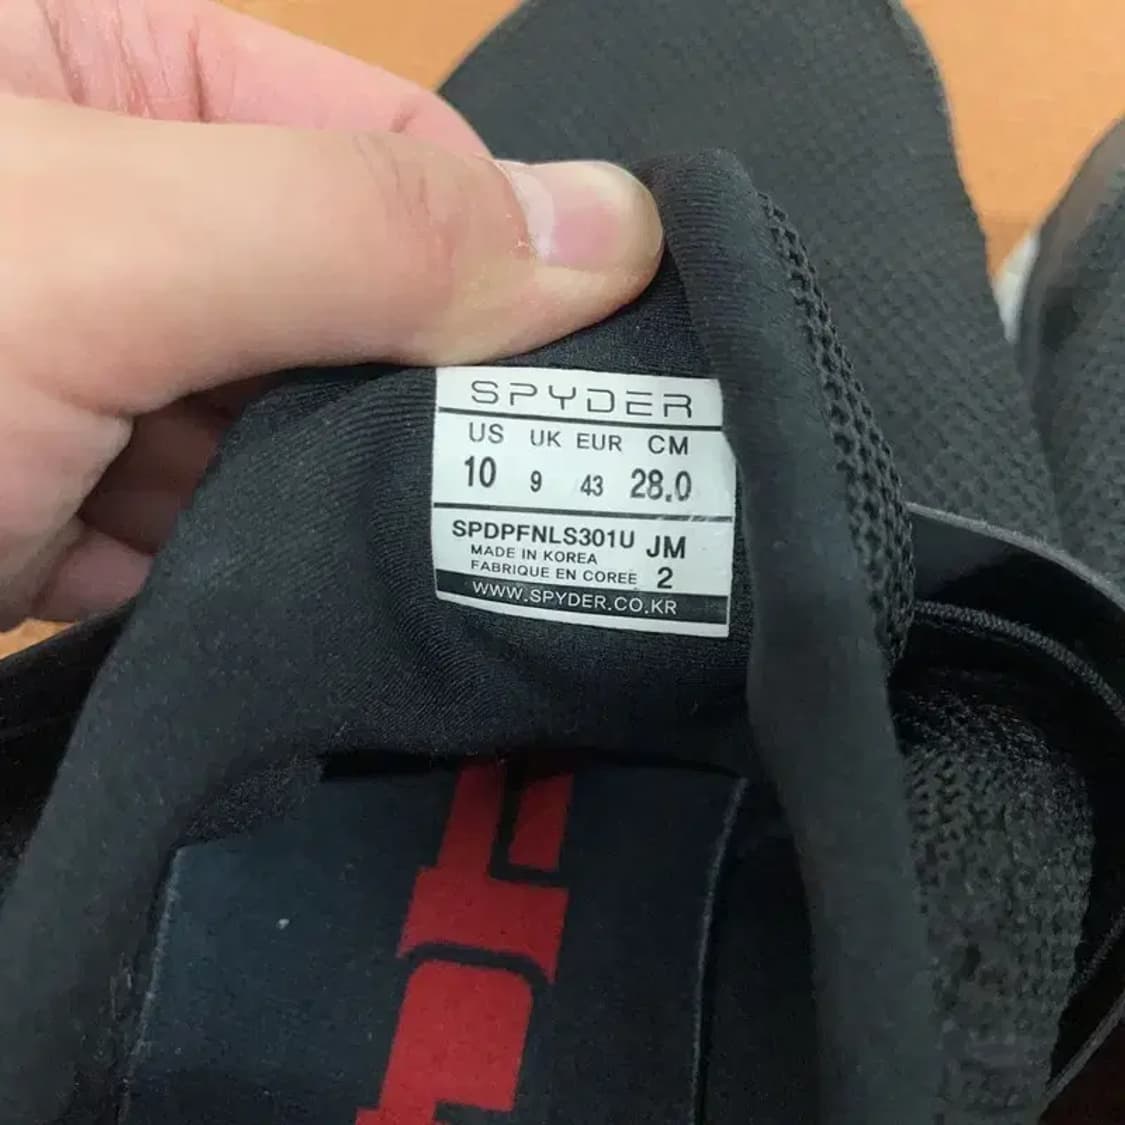 SPYDER
US UK EUR CM
10 9 43 28.0
SPDPFNLS301U JM
MADE IN KOREA
FABRIQUE EN COREE 2
WWW.SPYDER.CO.KR